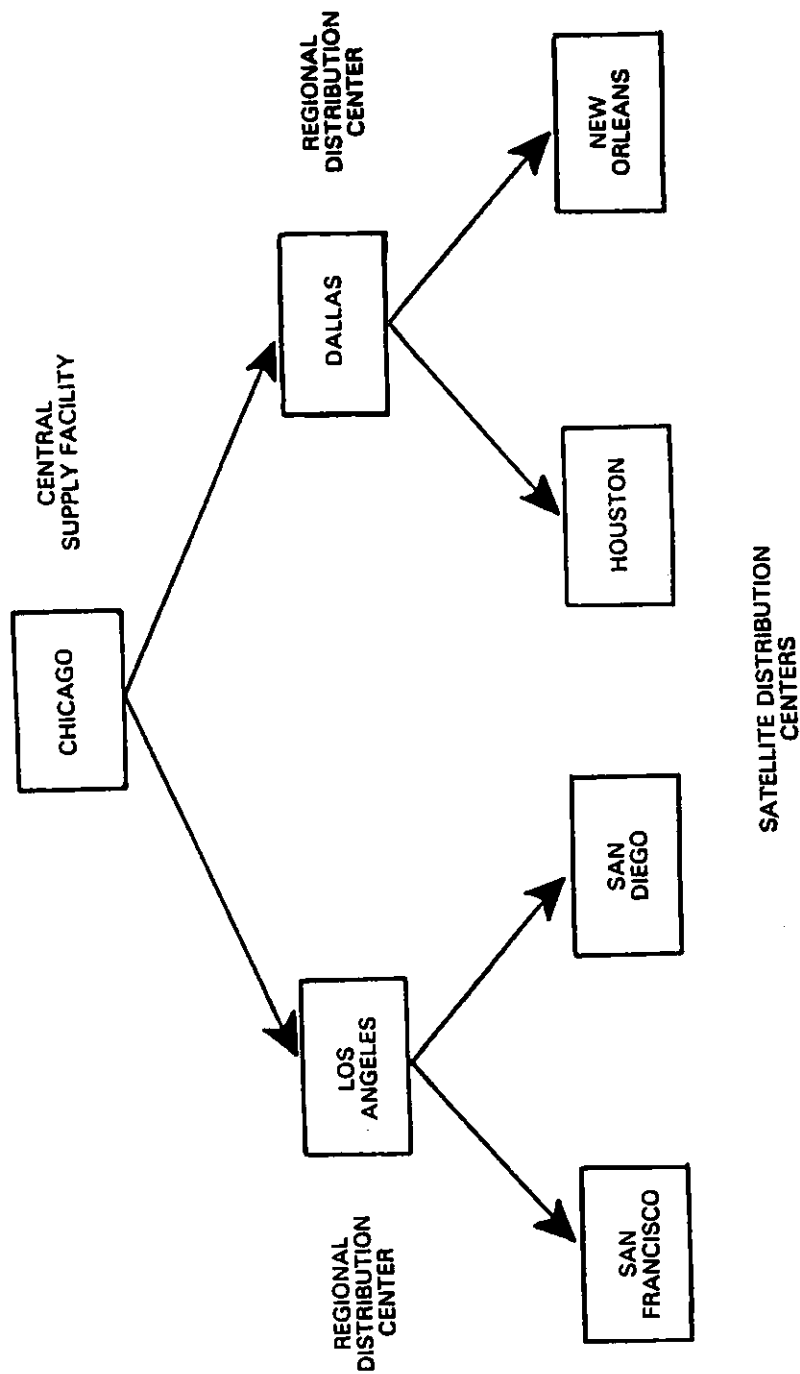 CENTRAL
SUPPLY FACILITY
CHICAGO
REGIONAL
DISTRIBUTION
CENTER
LOS
ANGELES
DALLAS
REGIONAL
DISTRIBUTION
CENTER
SAN
FRANCISCO
SAN
DIEGO
HOUSTON
NEW
ORLEANS
SATELLITE DISTRIBUTION
CENTERS